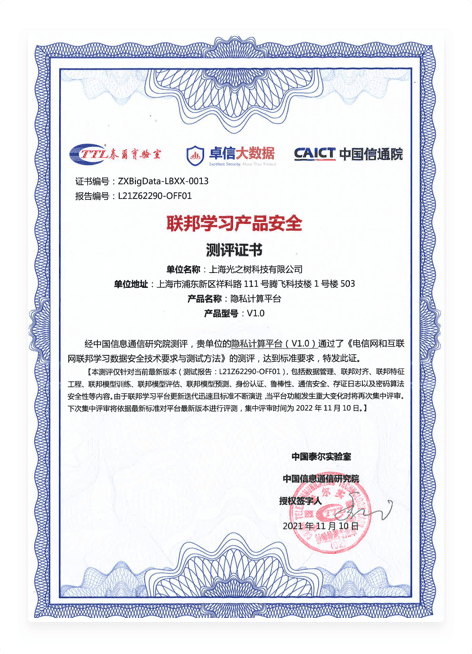 TTL 泰尔实验室
卓信大数据
CAICT 中国信通院
证书编号：ZXBigData-LBXX-0013
报告编号：L21Z62290-OFF01
联邦学习产品安全
测评证书
单位名称：上海光之树科技有限公司
单位地址：上海市浦东新区祥科路 111 号腾飞科技楼 1 号楼 503
产品名称：隐私计算平台
产品型号：V1.0
经中国信息通信研究院测评，贵单位的隐私计算平台（V1.0）通过了《电信网和互联
网联邦学习数据安全技术要求与测试方法》的测评，达到标准要求，特发此证。
【本测评仅针对当前最新版本（测试报告：L21Z62290-OFF01），包括数据管理、联邦对齐、联邦特征
工程、联邦模型训练、联邦模型评估、联邦模型预测、身份认证、鲁棒性、通信安全、存证日志以及密码算法
安全性等内容。由于联邦学习平台更新迭代迅速且标准不断演进，当平台功能发生重大变化时将再次集中评审。
下次集中评审将依据最新标准对平台最新版本进行评测，集中评审时间为 2022 年 11 月 10 日。】
中国泰尔实验室
中国信息通信研究院
授权签字人
2021 年 11 月 10 日